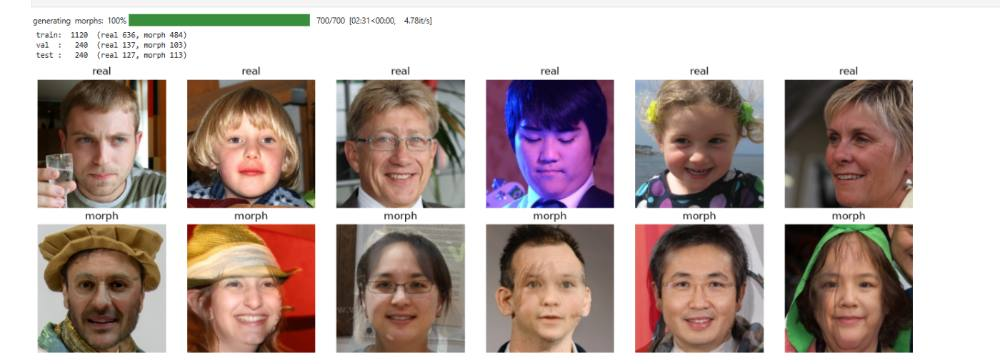 generating morphs: 100% 700/700 [02:31<00:00, 4.78it/s]
train: 1120 (real 636, morph 484)
val : 240 (real 137, morph 103)
test : 240 (real 127, morph 113)
real real real real real real
morph morph morph morph morph morph